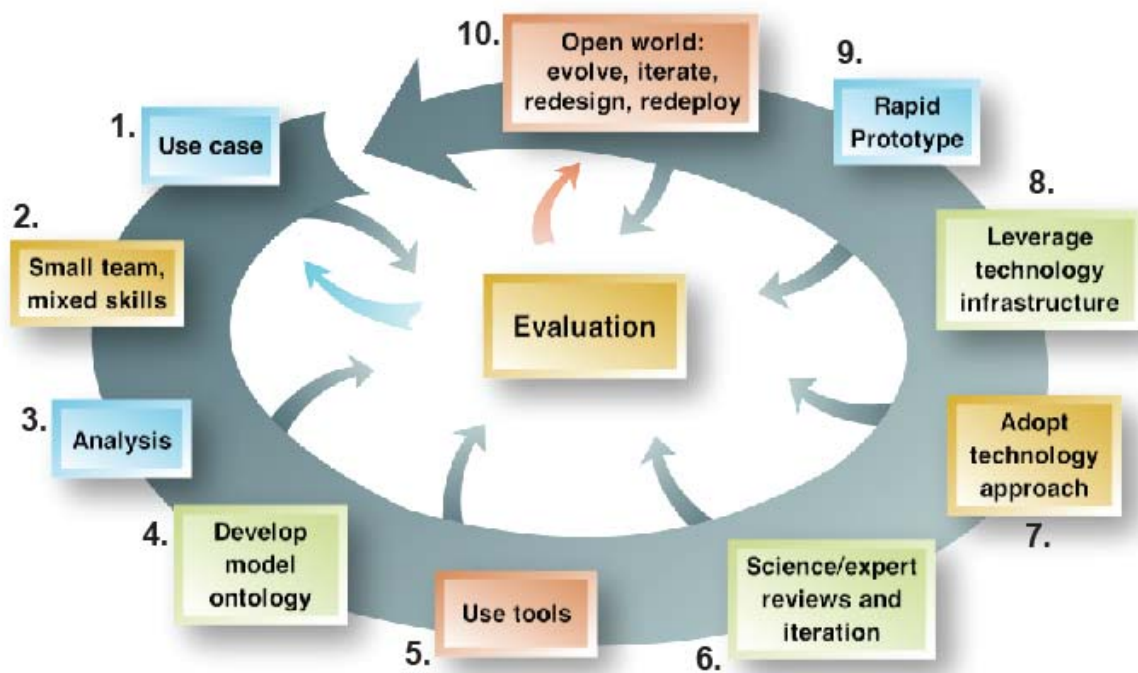 1.
Use case
2.
Small team,
mixed skills
3.
Analysis
4.
Develop
model
ontology
5.
Use tools
6.
Science/expert
reviews and
iteration
7.
Adopt
technology
approach
8.
Leverage
technology
infrastructure
9.
Rapid
Prototype
10.
Open world:
evolve, iterate,
redesign, redeploy
Evaluation